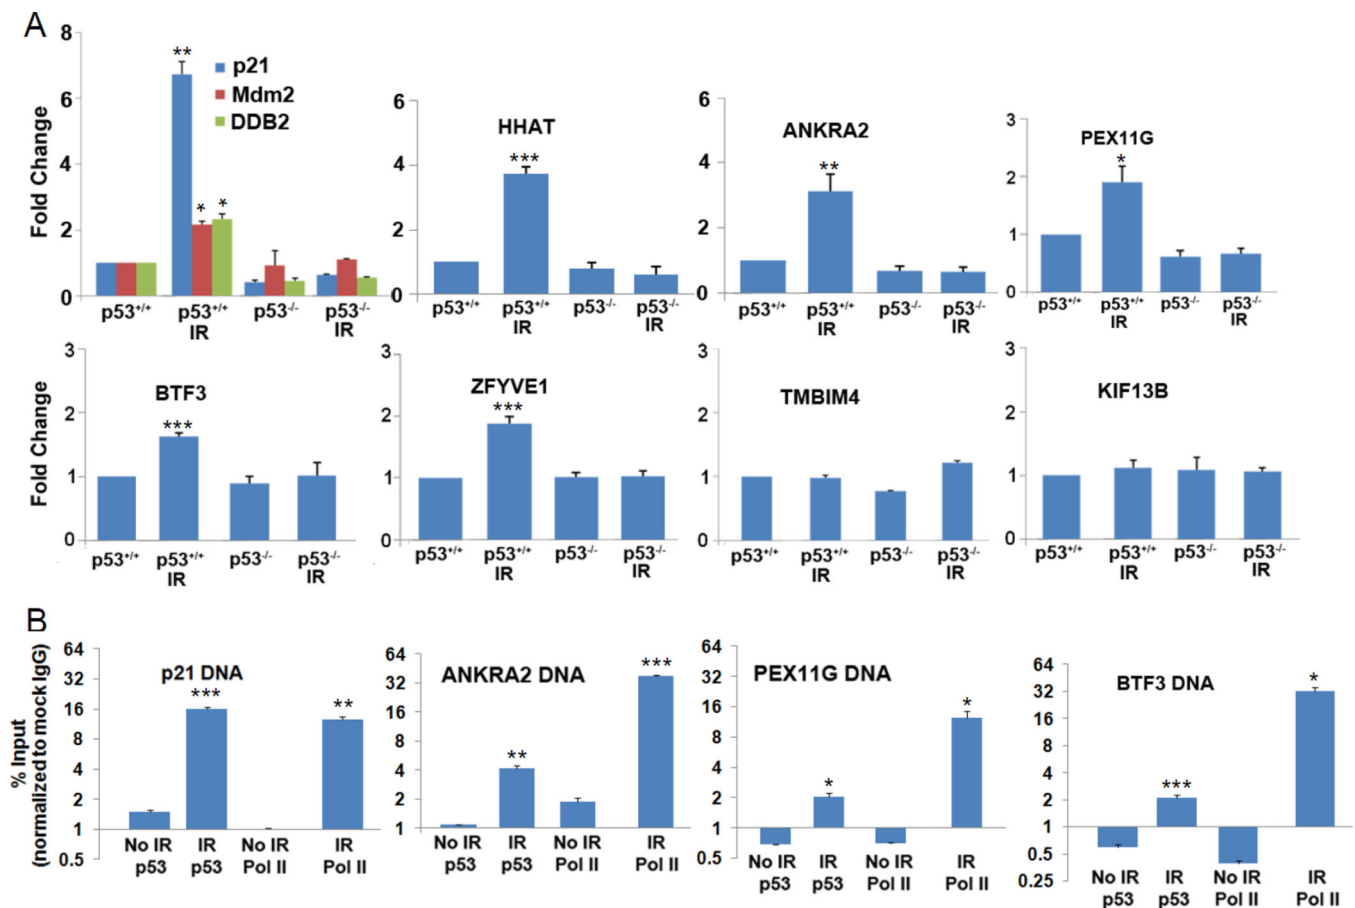 A
Fold Change
8
6
4
2
0
** * *
p21
Mdm2
DDB2
p53+/+ p53+/+ p53-/- p53-/-
IR IR
6
4
2
0
HHAT
***
p53+/+ p53+/+ p53-/- p53-/-
IR IR
6
4
2
0
ANKRA2
**
p53+/+ p53+/+ p53-/- p53-/-
IR IR
3
2
1
0
PEX11G
*
p53+/+ p53+/+ p53-/- p53-/-
IR IR
Fold Change
3
2
1
0
BTF3
***
p53+/+ p53+/+ p53-/- p53-/-
IR IR
3
2
1
0
ZFYVE1
***
p53+/+ p53+/+ p53-/- p53-/-
IR IR
3
2
1
0
TMBIM4
p53+/+ p53+/+ p53-/- p53-/-
IR IR
3
2
1
0
KIF13B
p53+/+ p53+/+ p53-/- p53-/-
IR IR
B
% Input
(normalized to mock IgG)
64
32
16
8
4
2
1
0.5
p21 DNA
*** **
No IR IR No IR IR
p53 p53 Pol II Pol II
64
32
16
8
4
2
1
ANKRA2 DNA
** ***
No IR IR No IR IR
p53 p53 Pol II Pol II
64
32
16
8
4
2
1
0.5
PEX11G DNA
* *
No IR IR No IR IR
p53 p53 Pol II Pol II
64
32
16
8
4
2
1
0.5
0.25
BTF3 DNA
*** *
No IR IR No IR IR
p53 p53 Pol II Pol II